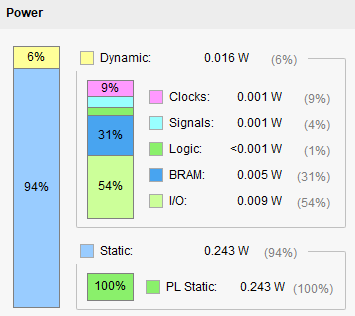 Power
6%
94%
Dynamic: 0.016 W (6%)
9%
31%
54%
Clocks: 0.001 W (9%)
Signals: 0.001 W (4%)
Logic: <0.001 W (1%)
BRAM: 0.005 W (31%)
I/O: 0.009 W (54%)
Static: 0.243 W (94%)
100%
PL Static: 0.243 W (100%)